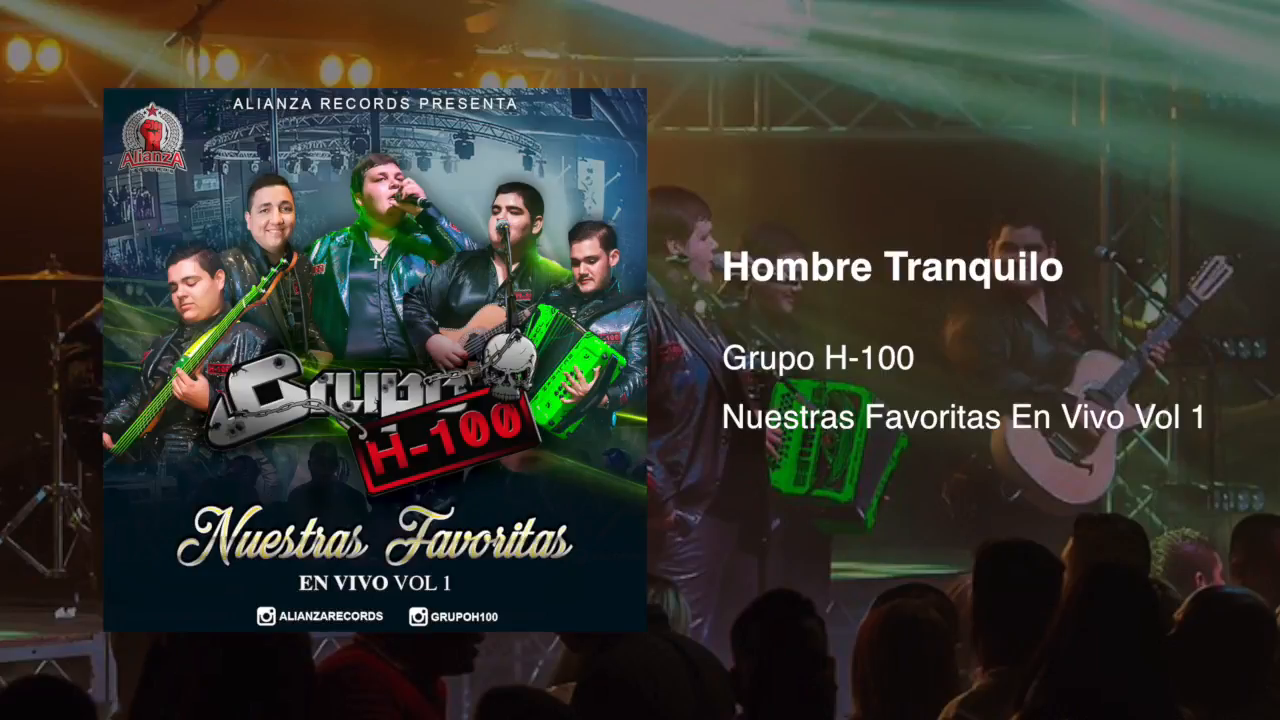 ALIANZA RECORDS PRESENTA
AlianzA
Grupo
H-100
Nuestras Favoritas
EN VIVO VOL 1
ALIANZARECORDS GRUPOH100
Hombre Tranquilo
Grupo H-100
Nuestras Favoritas En Vivo Vol 1